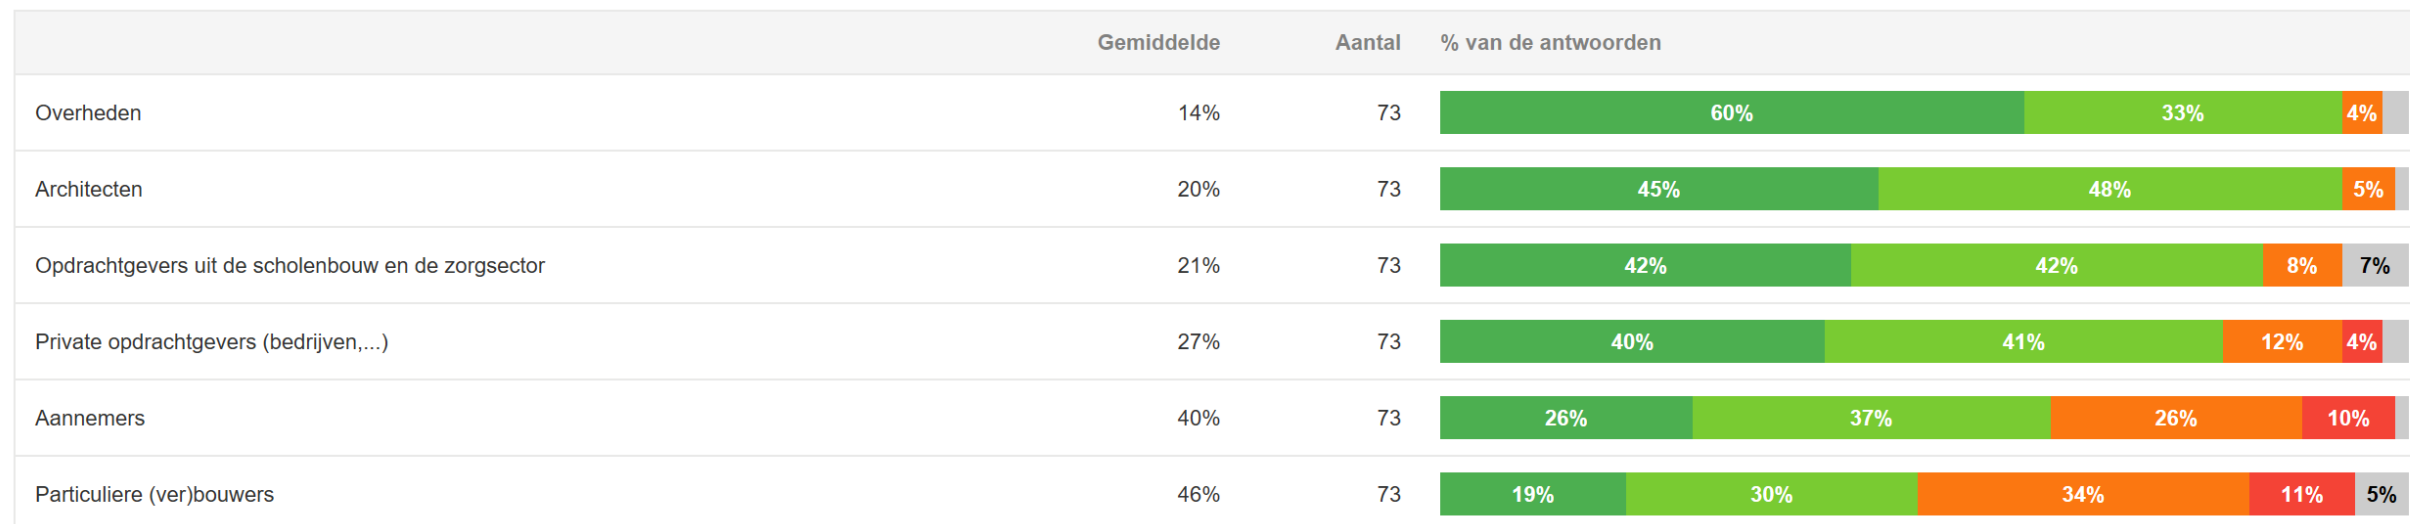 Gemiddelde Aantal % van de antwoorden
Overheden 14% 73 60% 33% 4%
Architecten 20% 73 45% 48% 5%
Opdrachtgevers uit de scholenbouw en de zorgsector 21% 73 42% 42% 8% 7%
Private opdrachtgevers (bedrijven,...) 27% 73 40% 41% 12% 4%
Aannemers 40% 73 26% 37% 26% 10%
Particuliere (ver)bouwers 46% 73 19% 30% 34% 11% 5%